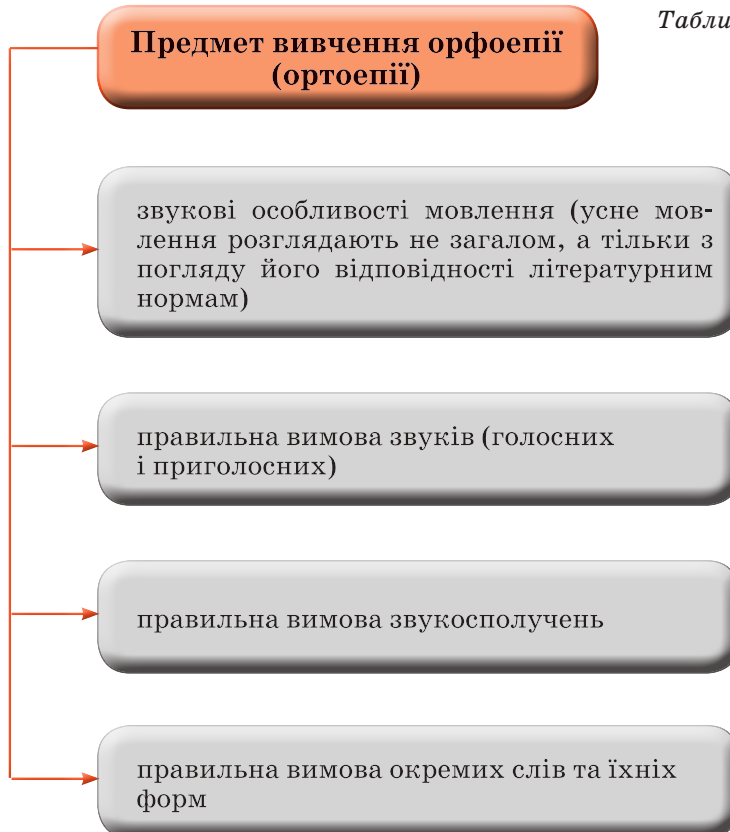 Табли
Предмет вивчення орфоепії
(ортоепії)
звукові особливості мовлення (усне мов-
лення розглядають не загалом, а тільки з
погляду його відповідності літературним
нормам)
правильна вимова звуків (голосних
і приголосних)
правильна вимова звукосполучень
правильна вимова окремих слів та їхніх
форм